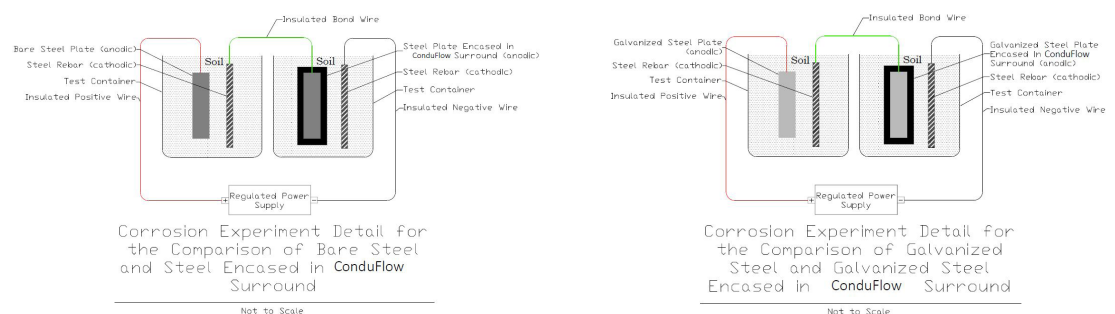 Insulated Bond Wire
Bare Steel Plate (anodic)
Steel Rebar (cathodic)
Test Container
Insulated Positive Wire
Soil
Soil
Steel Plate Encased in
ConduFlow
Surround (anodic)
Steel Rebar (cathodic)
Test Container
Insulated Negative Wire
+
Regulated Power
Supply
-
Corrosion Experiment Detail for
the Comparison of Bare Steel
and Steel Encased in ConduFlow
Surround
Not to Scale
Insulated Bond Wire
Galvanized Steel Plate
(anodic)
Steel Rebar (cathodic)
Test Container
Insulated Positive Wire
Soil
Soil
Galvanized Steel Plate
Encased In ConduFlow
Surround (anodic)
Steel Rebar (cathodic)
Test Container
Insulated Negative Wire
+
Regulated Power
Supply
-
Corrosion Experiment Detail for
the Comparison of Galvanized
Steel and Galvanized Steel
Encased in ConduFlow Surround
Not to Scale